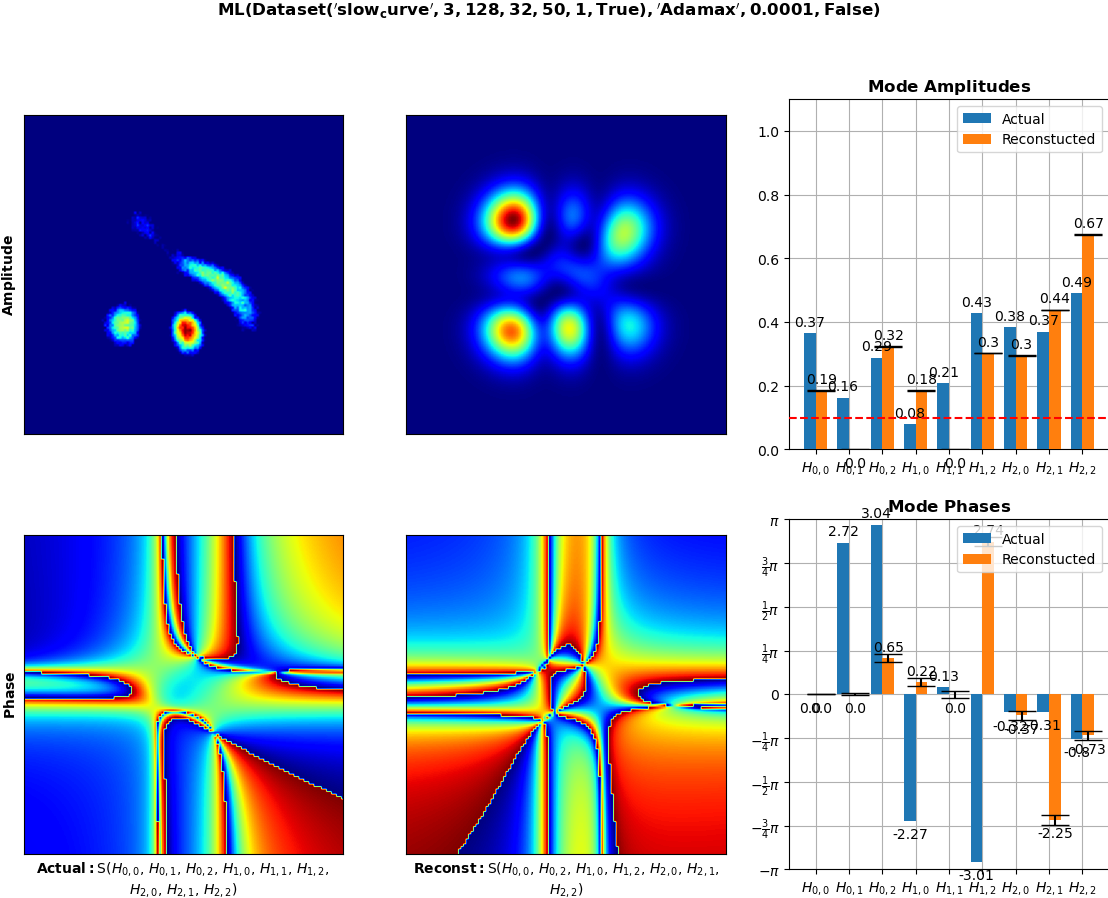 ML(Dataset('slow_curve', 3, 128, 32, 50, 1, True), 'Adamax', 0.0001, False)
Mode Amplitudes
Actual
Reconstucted
1.0
0.8
0.6
0.4
0.2
0.0
0.37
0.16
0.29
0.08
0.21
0.43
0.38
0.37
0.49
0.19
0.0
0.32
0.18
0.0
0.3
0.3
0.44
0.67
H0,0 H0,1 H0,2 H1,0 H1,1 H1,2 H2,0 H2,1 H2,2
Amplitude
Mode Phases
Actual
Reconstucted
π
3/4π
1/2π
1/4π
0
−1/4π
−1/2π
−3/4π
−π
0.0
2.72
3.04
-2.27
0.13
-3.01
-0.32
-0.31
-0.8
0.0
0.0
0.65
0.22
0.0
2.74
-0.37
-2.25
-0.73
H0,0 H0,1 H0,2 H1,0 H1,1 H1,2 H2,0 H2,1 H2,2
Phase
Actual: S(H0,0, H0,1, H0,2, H1,0, H1,1, H1,2,
H2,0, H2,1, H2,2)
Reconst: S(H0,0, H0,2, H1,0, H1,2, H2,0, H2,1,
H2,2)